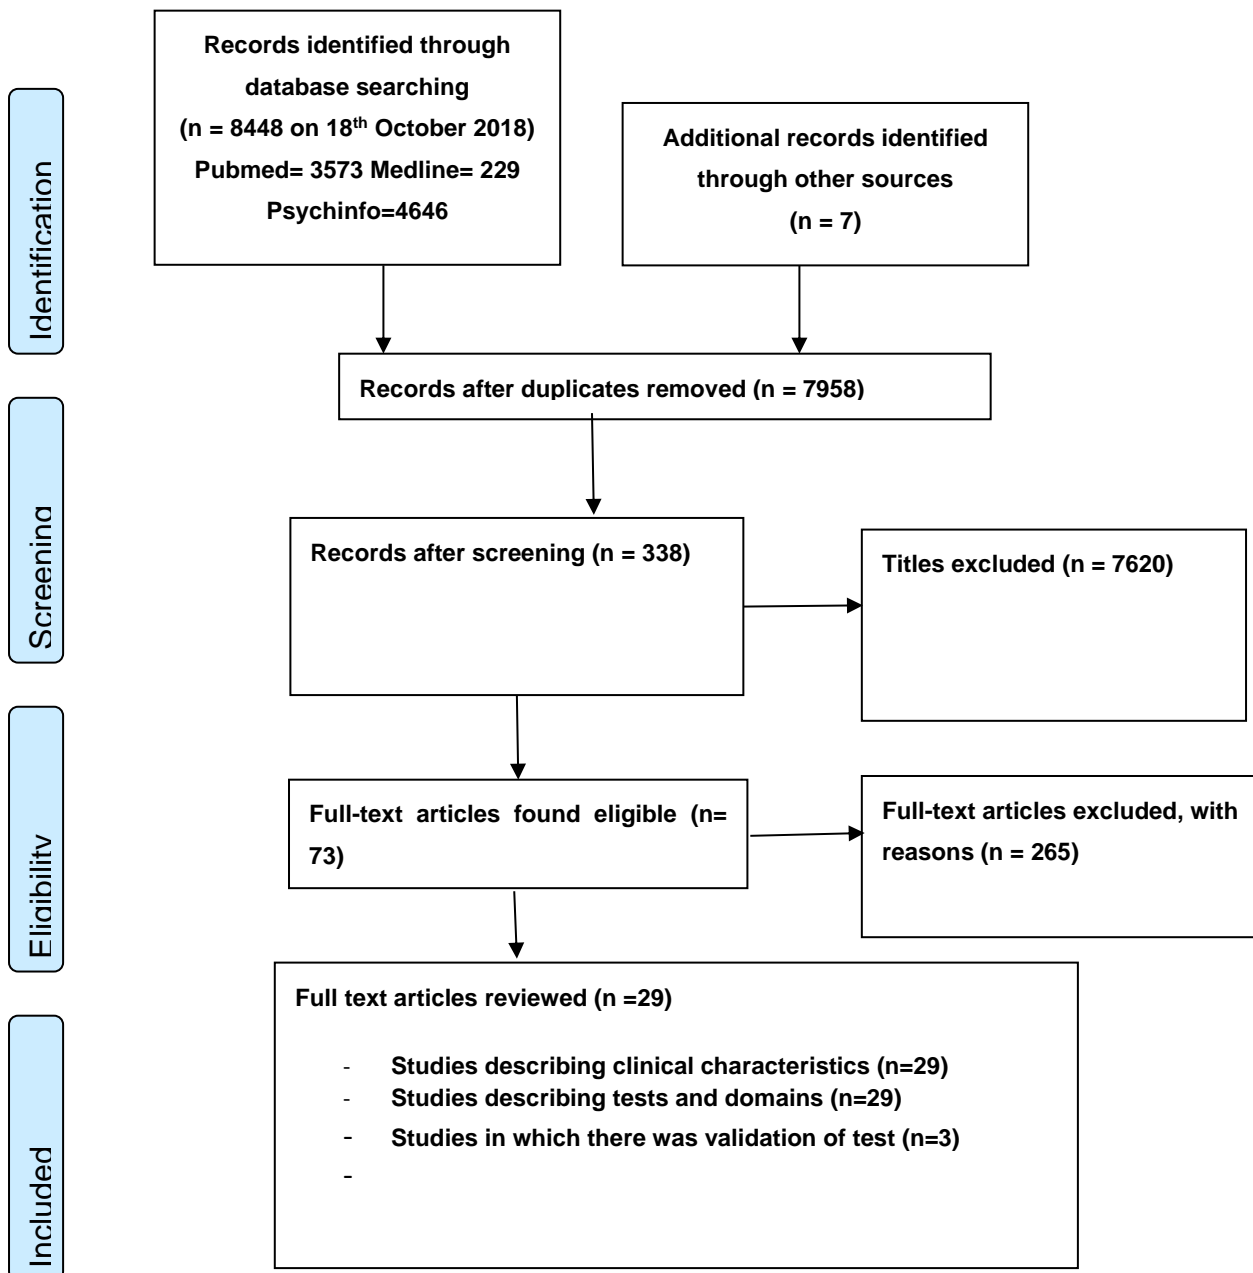 Records identified through
database searching
(n = 8448 on 18th October 2018)
Pubmed= 3573 Medline= 229
Psychinfo=4646
Additional records identified
through other sources
(n = 7)
Identification
Records after duplicates removed (n = 7958)
Screening
Records after screening (n = 338)
Titles excluded (n = 7620)
Eligibility
Full-text articles found eligible (n=
73)
Full-text articles excluded, with
reasons (n = 265)
Included
Full text articles reviewed (n =29)
- Studies describing clinical characteristics (n=29)
- Studies describing tests and domains (n=29)
- Studies in which there was validation of test (n=3)
-